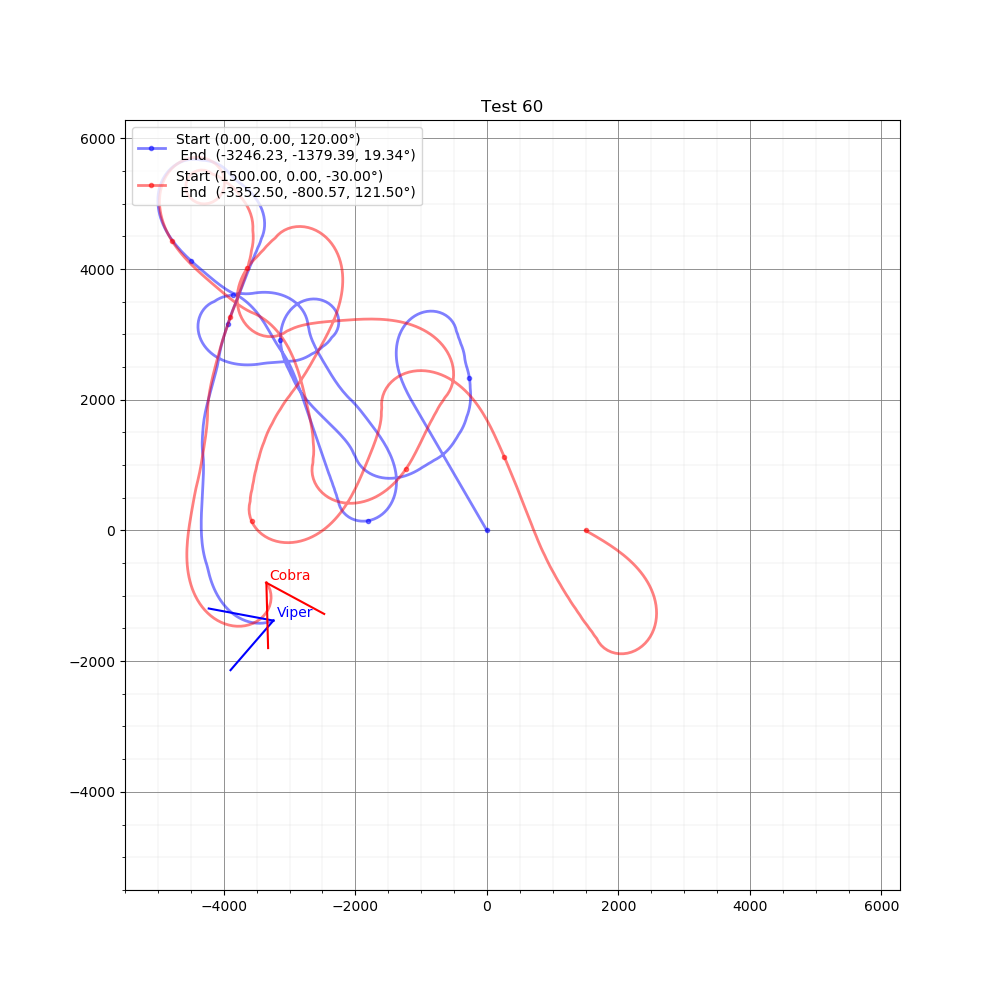 Test 60
Start (0.00, 0.00, 120.00°)
End (-3246.23, -1379.39, 19.34°)
Start (1500.00, 0.00, -30.00°)
End (-3352.50, -800.57, 121.50°)
6000
4000
2000
0
−2000
−4000
Cobra
Viper
−4000
−2000
0
2000
4000
6000